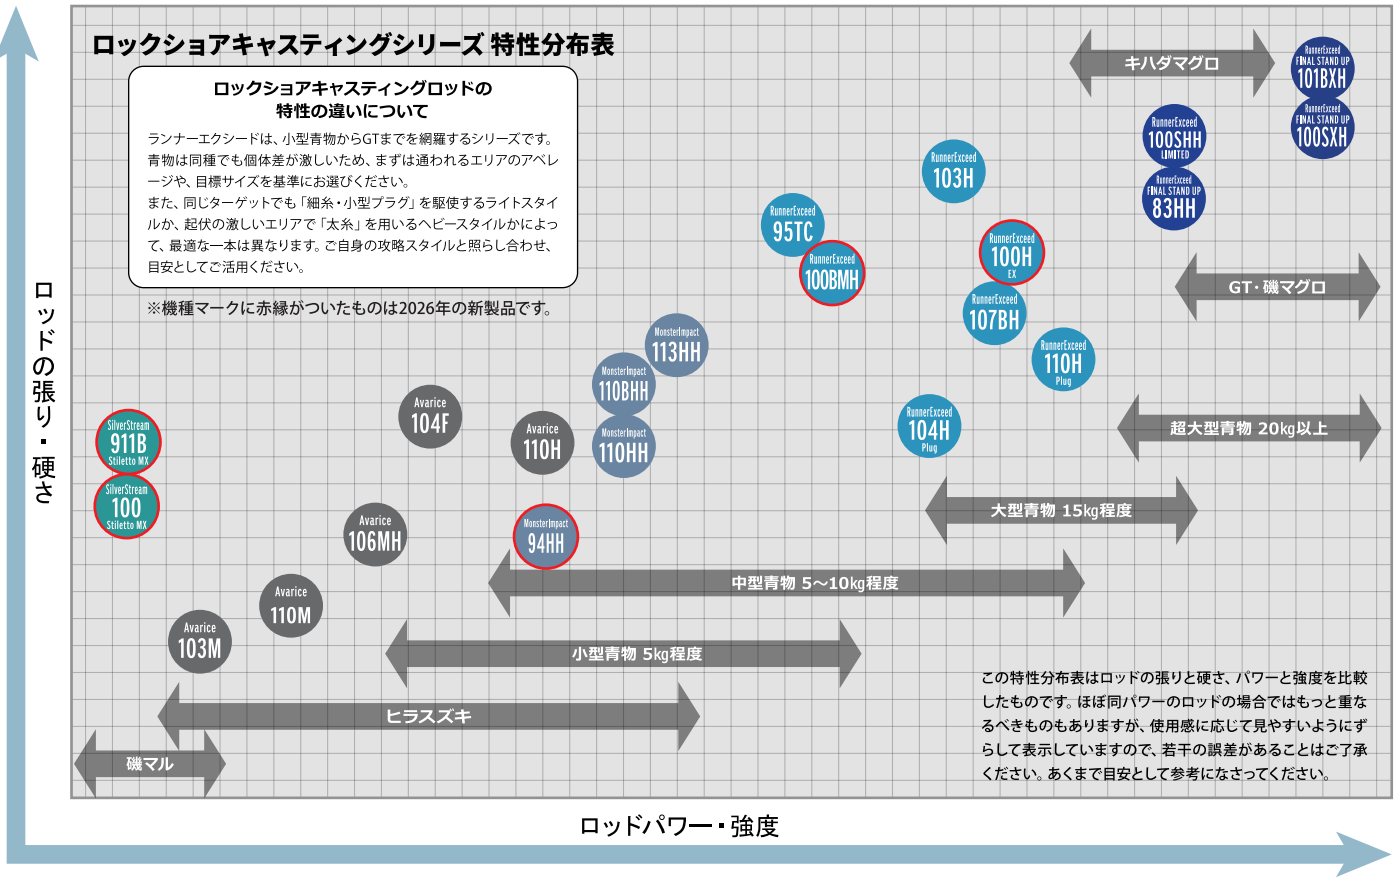 ロックショアキャスティングシリーズ 特性分布表
ロックショアキャスティングロッドの
特性の違いについて
ランナーエクシードは、小型青物からGTまでを網羅するシリーズです。
青物は同種でも個体差が激しいため、まずは通われるエリアのアベレ
ージや、目標サイズを基準にお選びください。
また、同じターゲットでも「細糸・小型プラグ」を駆使するライトスタイ
ルか、起伏の激しいエリアで「太糸」を用いるヘビースタイルかによっ
て、最適な一本は異なります。ご自身の攻略スタイルと照らし合わせ、
目安としてご活用ください。
※機種マークに赤縁がついたものは2026年の新製品です。
キハダマグロ
RunnerExceed
FINAL STAND UP
101BXH
RunnerExceed
FINAL STAND UP
100SXH
RunnerExceed
100SHH
LIMITED
RunnerExceed
FINAL STAND UP
83HH
RunnerExceed
103H
RunnerExceed
95TC
RunnerExceed
100BMH
RunnerExceed
100H
EX
RunnerExceed
107BH
GT・磯マグロ
RunnerExceed
110H
Plug
RunnerExceed
104H
Plug
MonsterImpact
113HH
MonsterImpact
110BHH
MonsterImpact
110HH
Avarice
104F
Avarice
110H
SilverStream
911B
Stiletto MX
SilverStream
100
Stiletto MX
超大型青物 20kg以上
大型青物 15kg程度
Avarice
106MH
MonsterImpact
94HH
中型青物 5〜10kg程度
Avarice
110M
Avarice
103M
小型青物 5kg程度
ヒラスズキ
磯マル
この特性分布表はロッドの張りと硬さ、パワーと強度を比較
したものです。ほぼ同パワーのロッドの場合ではもっと重な
るべきものもありますが、使用感に応じて見やすいようにず
らして表示していますので、若干の誤差があることはご了承
ください。あくまで目安として参考になさってください。
ロッドの張り・硬さ
ロッドパワー・強度